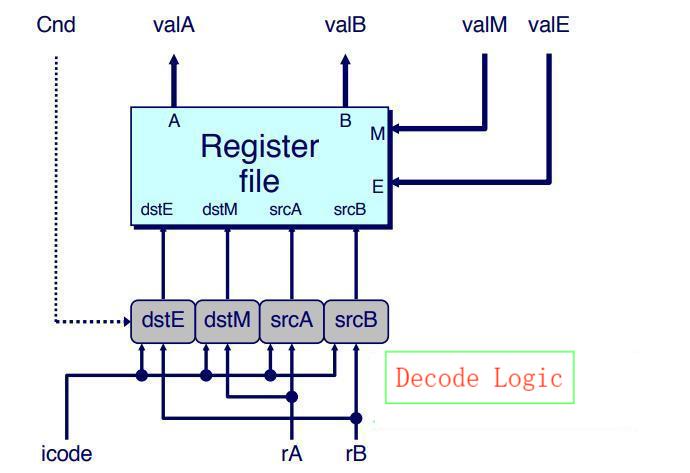 Cnd valA valB valM valE
A B M
Register
file
E
dstE dstM srcA srcB
dstE dstM srcA srcB
Decode Logic
icode rA rB